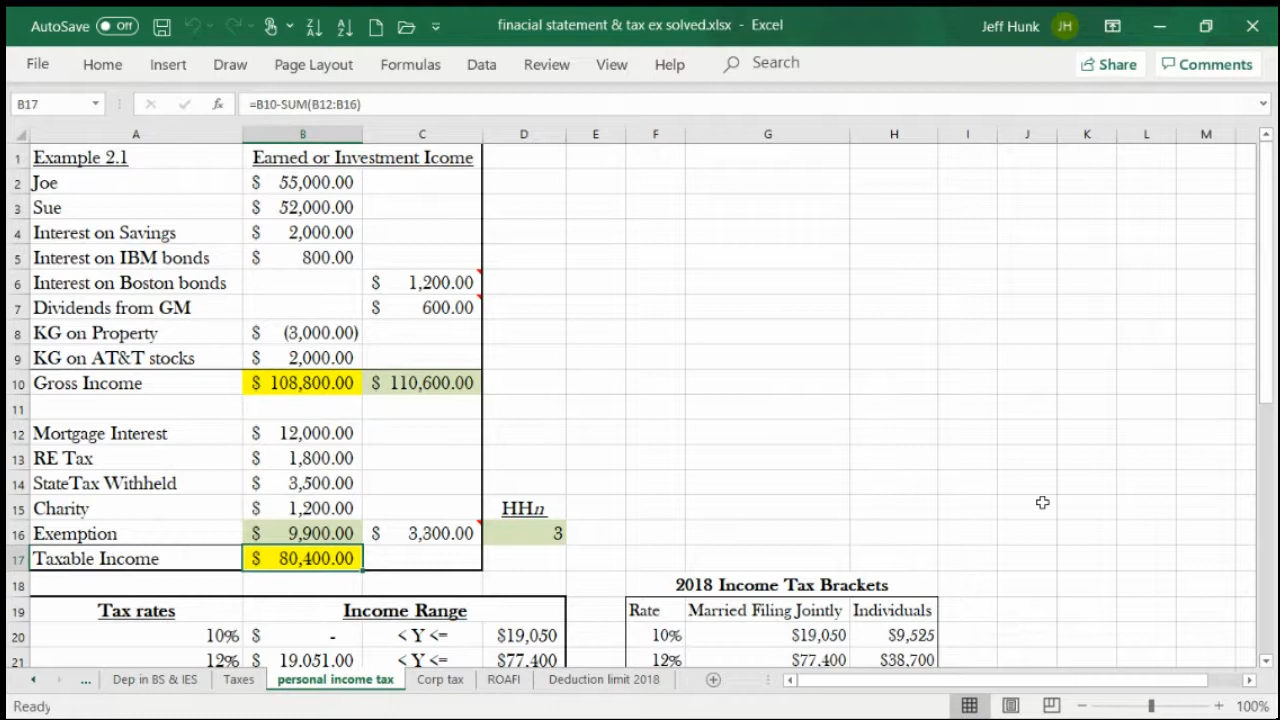 AutoSave Off finacial statement & tax ex solved.xlsx - Excel Jeff Hunk JH
File Home Insert Draw Page Layout Formulas Data Review View Help Search Share Comments
B17 fx =B10-SUM(B12:B16)
A B C D E F G H I J K L M
1 Example 2.1 Earned or Investment Icome
2 Joe $ 55,000.00
3 Sue $ 52,000.00
4 Interest on Savings $ 2,000.00
5 Interest on IBM bonds $ 800.00
6 Interest on Boston bonds $ 1,200.00
7 Dividends from GM $ 600.00
8 KG on Property $ (3,000.00)
9 KG on AT&T stocks $ 2,000.00
10 Gross Income $ 108,800.00 $ 110,600.00
11
12 Mortgage Interest $ 12,000.00
13 RE Tax $ 1,800.00
14 StateTax Withheld $ 3,500.00
15 Charity $ 1,200.00 HHn
16 Exemption $ 9,900.00 $ 3,300.00 3
17 Taxable Income $ 80,400.00
18 2018 Income Tax Brackets
19 Tax rates Income Range Rate Married Filing Jointly Individuals
20 10% $ - < Y <= $19,050 10% $19,050 $9,525
21 12% $ 19,051.00 < Y <= $77,400 12% $77,400 $38,700
... Dep in BS & IES Taxes personal income tax Corp tax ROAFI Deduction limit 2018
Ready 100%